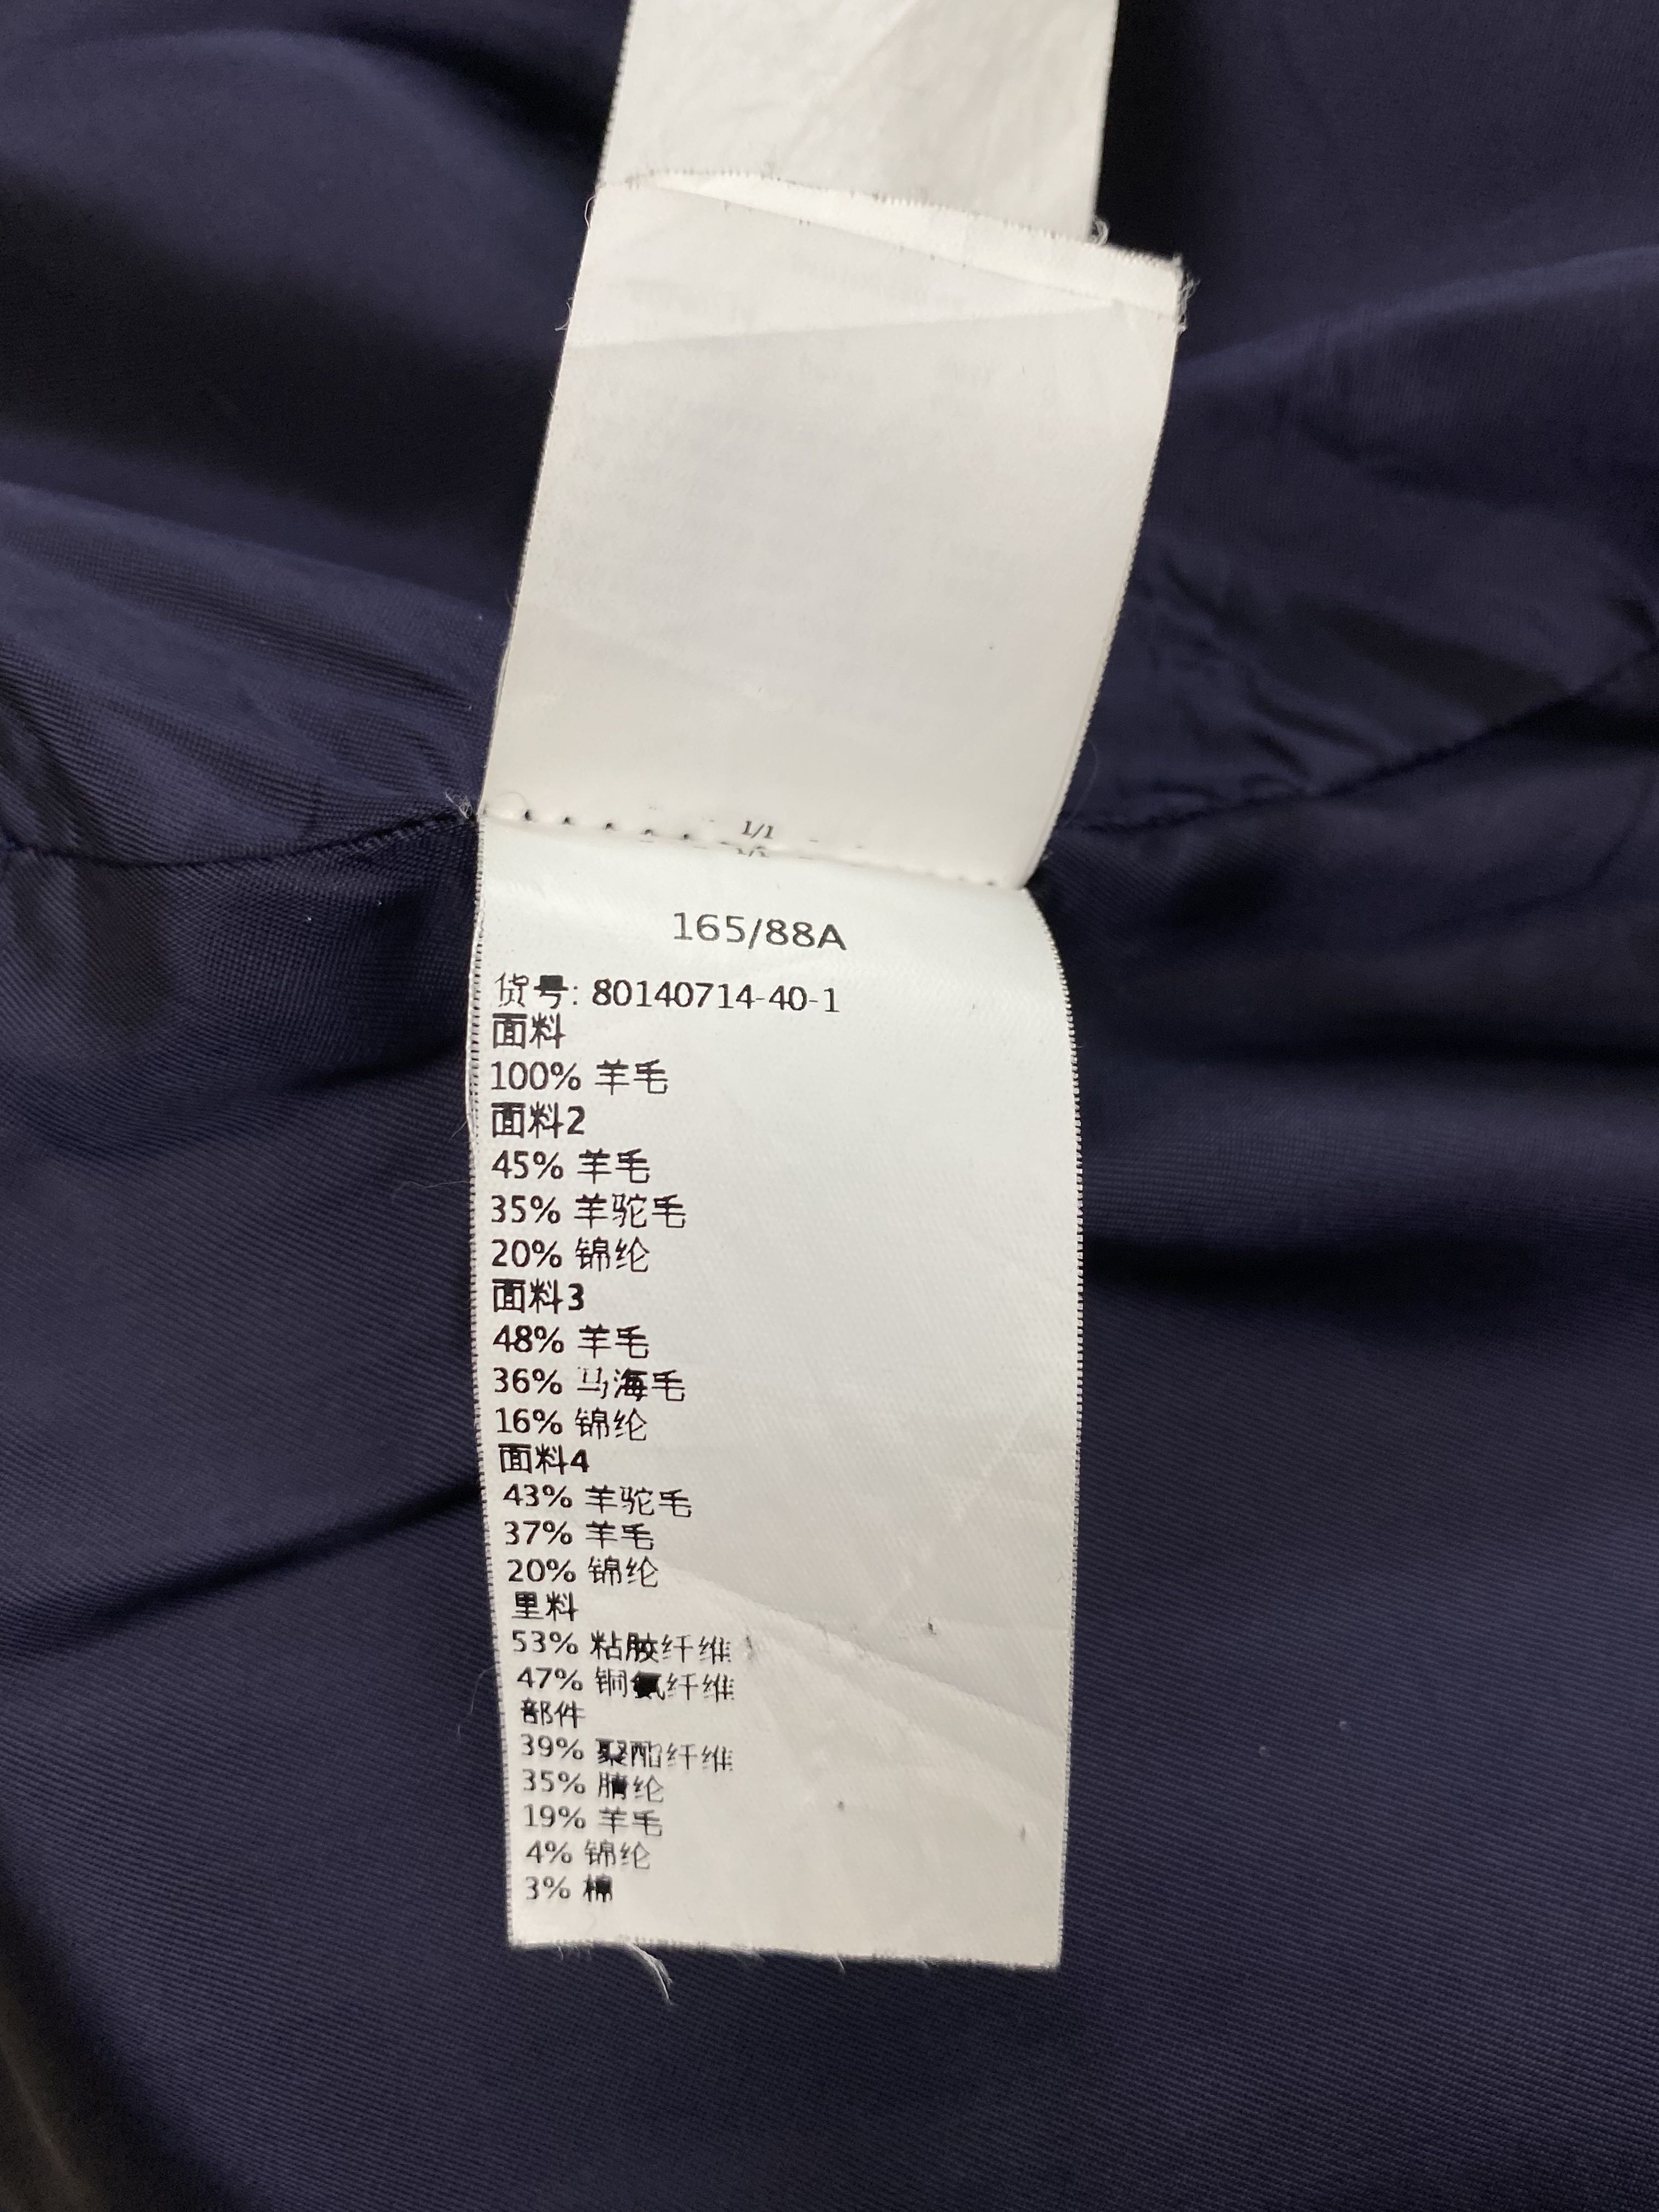 1/1
165/88A
货号: 80140714-40-1
面料
100% 羊毛
面料2
45% 羊毛
35% 羊驼毛
20% 锦纶
面料3
48% 羊毛
36% 马海毛
16% 锦纶
面料4
43% 羊驼毛
37% 羊毛
20% 锦纶
里料
53% 粘胶纤维
47% 铜氨纤维
部件
39% 聚酯纤维
35% 腈纶
19% 羊毛
4% 锦纶
3% 棉